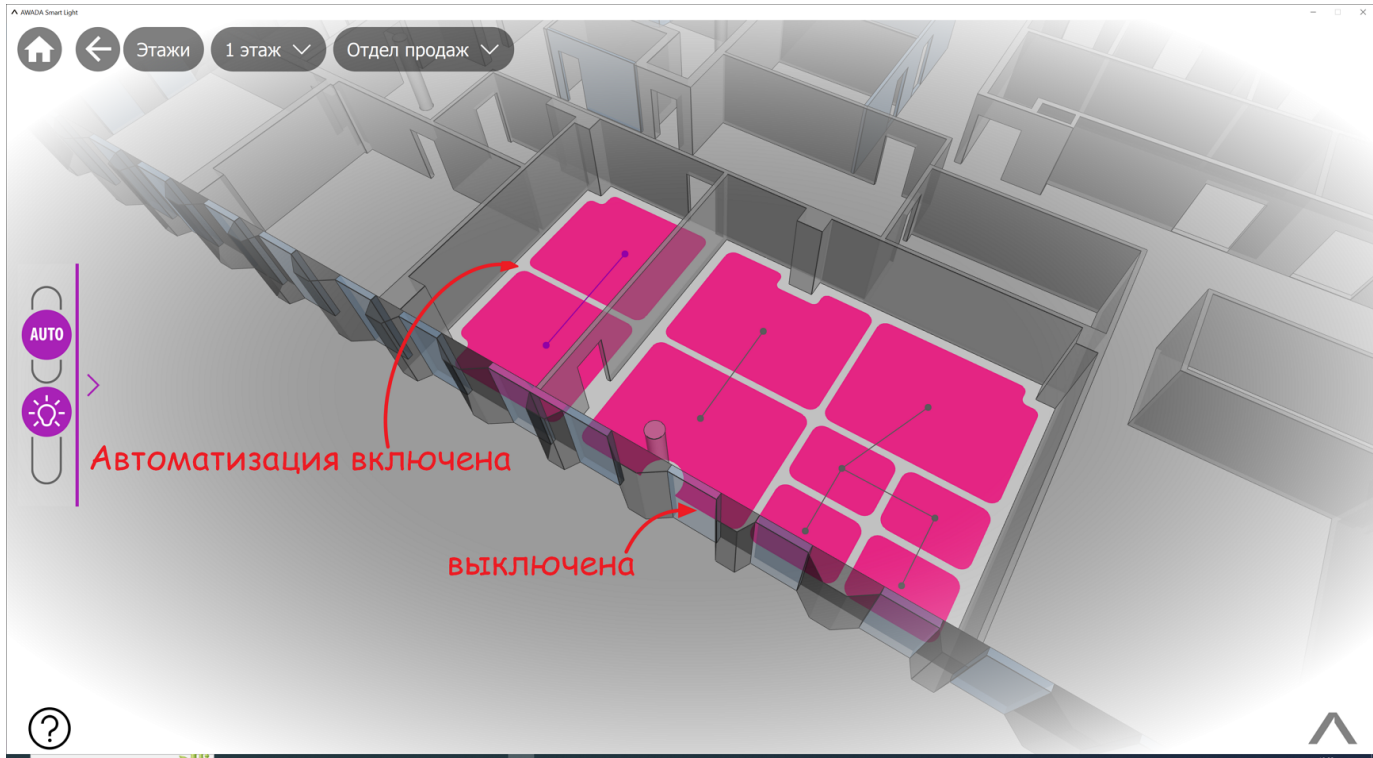 AWADA Smart Light
Этажи
1 этаж
Отдел продаж
AUTO
Автоматизация включена
выключена
?